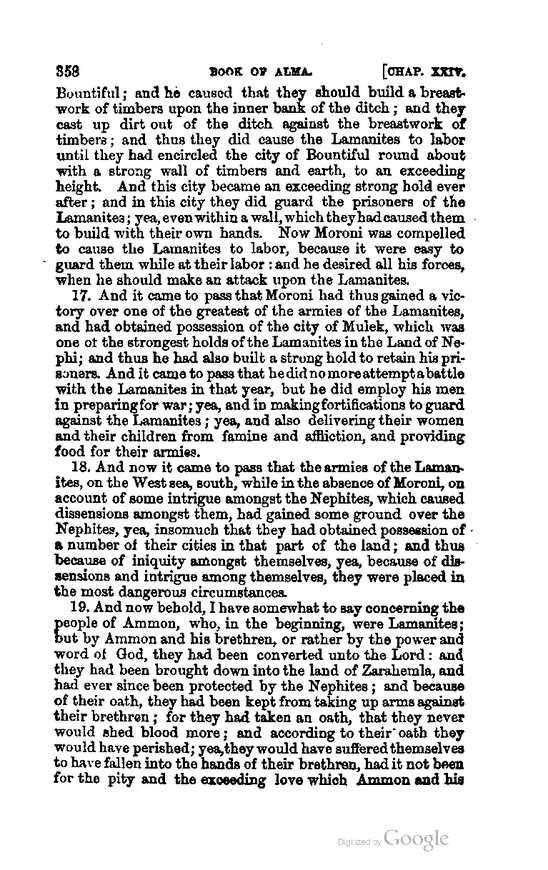 358 BOOK OF ALMA. [CHAP. XXIV.
Bountiful; and he caused that they should build a breast-
work of timbers upon the inner bank of the ditch; and they
cast up dirt out of the ditch against the breastwork of
timbers; and thus they did cause the Lamanites to labor
until they had encircled the city of Bountiful round about
with a strong wall of timbers and earth, to an exceeding
height. And this city became an exceeding strong hold ever
after; and in this city they did guard the prisoners of the
Lamanites; yea, even within a wall, which they had caused them
to build with their own hands. Now Moroni was compelled
to cause the Lamanites to labor, because it were easy to
guard them while at their labor: and he desired all his forces,
when he should make an attack upon the Lamanites.
17. And it came to pass that Moroni had thus gained a vic-
tory over one of the greatest of the armies of the Lamanites,
and had obtained possession of the city of Mulek, which was
one of the strongest holds of the Lamanites in the Land of Ne-
phi; and thus he had also built a strong hold to retain his pri-
soners. And it came to pass that he did no more attempt a battle
with the Lamanites in that year, but he did employ his men
in preparing for war; yea, and in making fortifications to guard
against the Lamanites; yea, and also delivering their women
and their children from famine and affliction, and providing
food for their armies.
18. And now it came to pass that the armies of the Laman-
ites, on the West sea, south, while in the absence of Moroni, on
account of some intrigue amongst the Nephites, which caused
dissensions amongst them, had gained some ground over the
Nephites, yea, insomuch that they had obtained possession of
a number of their cities in that part of the land; and thus
because of iniquity amongst themselves, yea, because of dis-
sensions and intrigue among themselves, they were placed in
the most dangerous circumstances.
19. And now behold, I have somewhat to say concerning the
people of Ammon, who, in the beginning, were Lamanites;
but by Ammon and his brethren, or rather by the power and
word of God, they had been converted unto the Lord: and
they had been brought down into the land of Zarahemla, and
had ever since been protected by the Nephites; and because
of their oath, they had been kept from taking up arms against
their brethren; for they had taken an oath, that they never
would shed blood more; and according to their oath they
would have perished; yea, they would have suffered themselves
to have fallen into the hands of their brethren, had it not been
for the pity and the exceeding love which Ammon and his
Digitized by Google